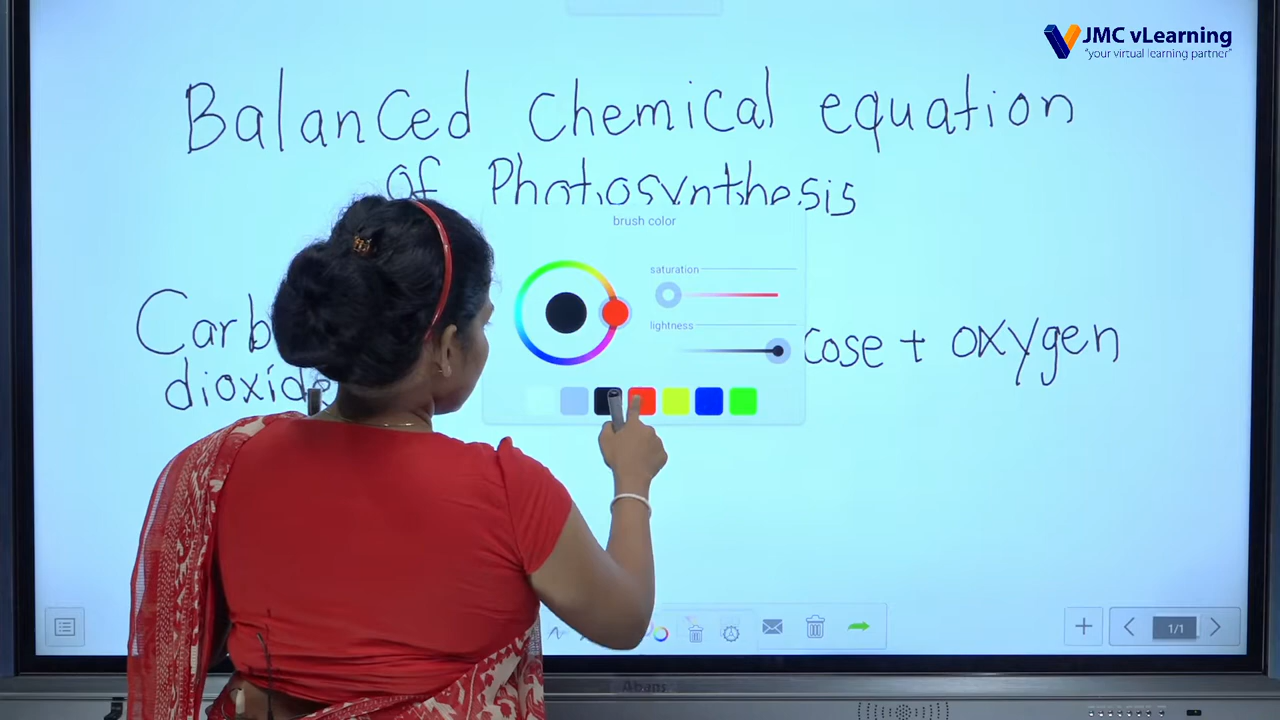 JMC vLearning
"your virtual learning partner"
Balanced chemical equation
of Photosynthesis
brush color
saturation
lightness
Carb
cose + oxygen
dioxide
1/1
Abans